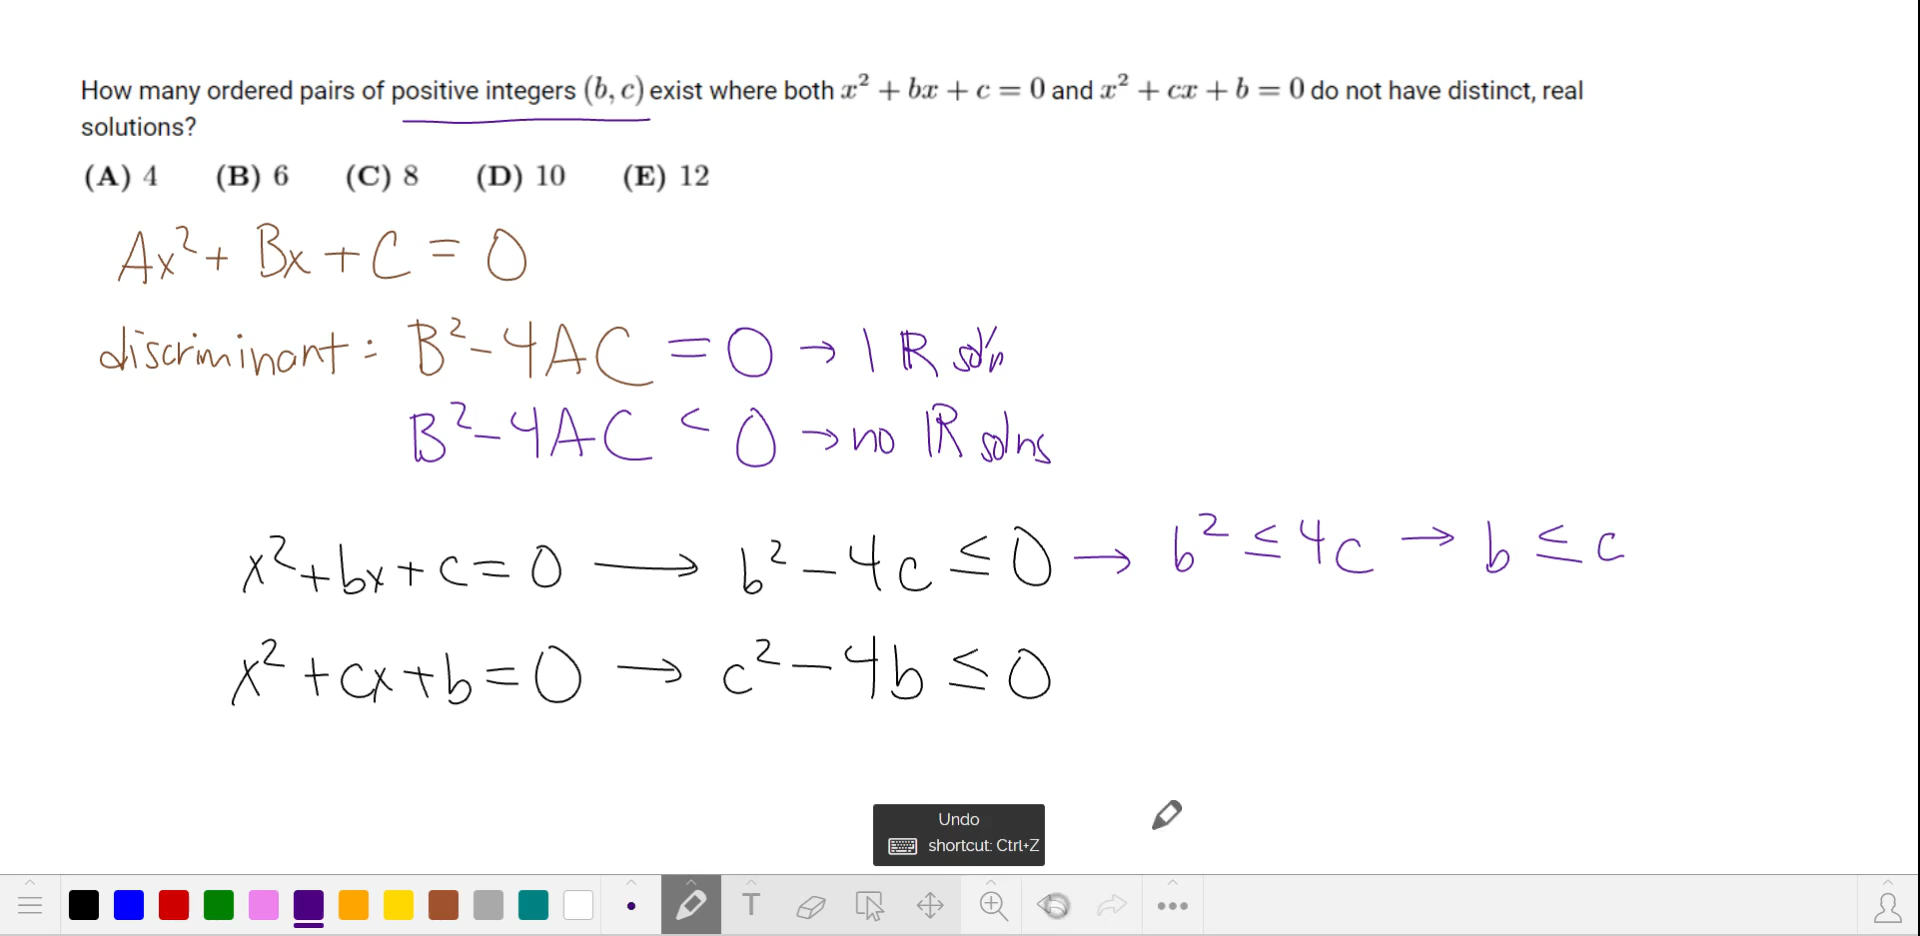 How many ordered pairs of positive integers (b, c) exist where both x² + bx + c = 0 and x² + cx + b = 0 do not have distinct, real
solutions?
(A) 4 (B) 6 (C) 8 (D) 10 (E) 12
Ax² + Bx + C = 0
discriminant: B² - 4AC = 0 → 1 ℝ sol'n
B² - 4AC < 0 → no ℝ solns
x² + bx + c = 0 → b² - 4c ≤ 0 → b² ≤ 4c → b ≤ c
x² + cx + b = 0 → c² - 4b ≤ 0
Undo
shortcut: Ctrl+Z
T